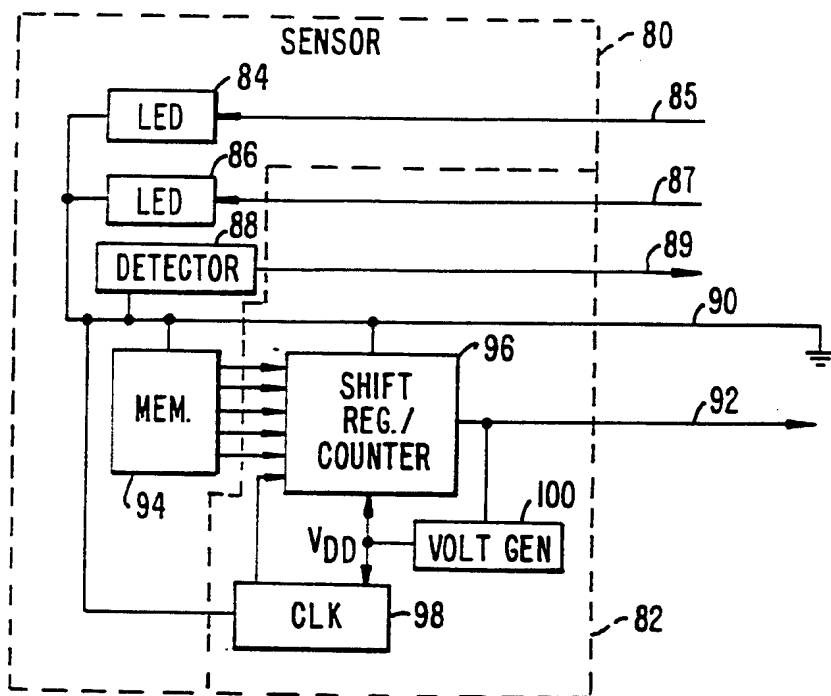 SENSOR
80
84
LED
85
86
LED
87
88
DETECTOR
89
90
96
MEM.
SHIFT
REG./
COUNTER
92
94
100
VDD
VOLT GEN
CLK
98
82